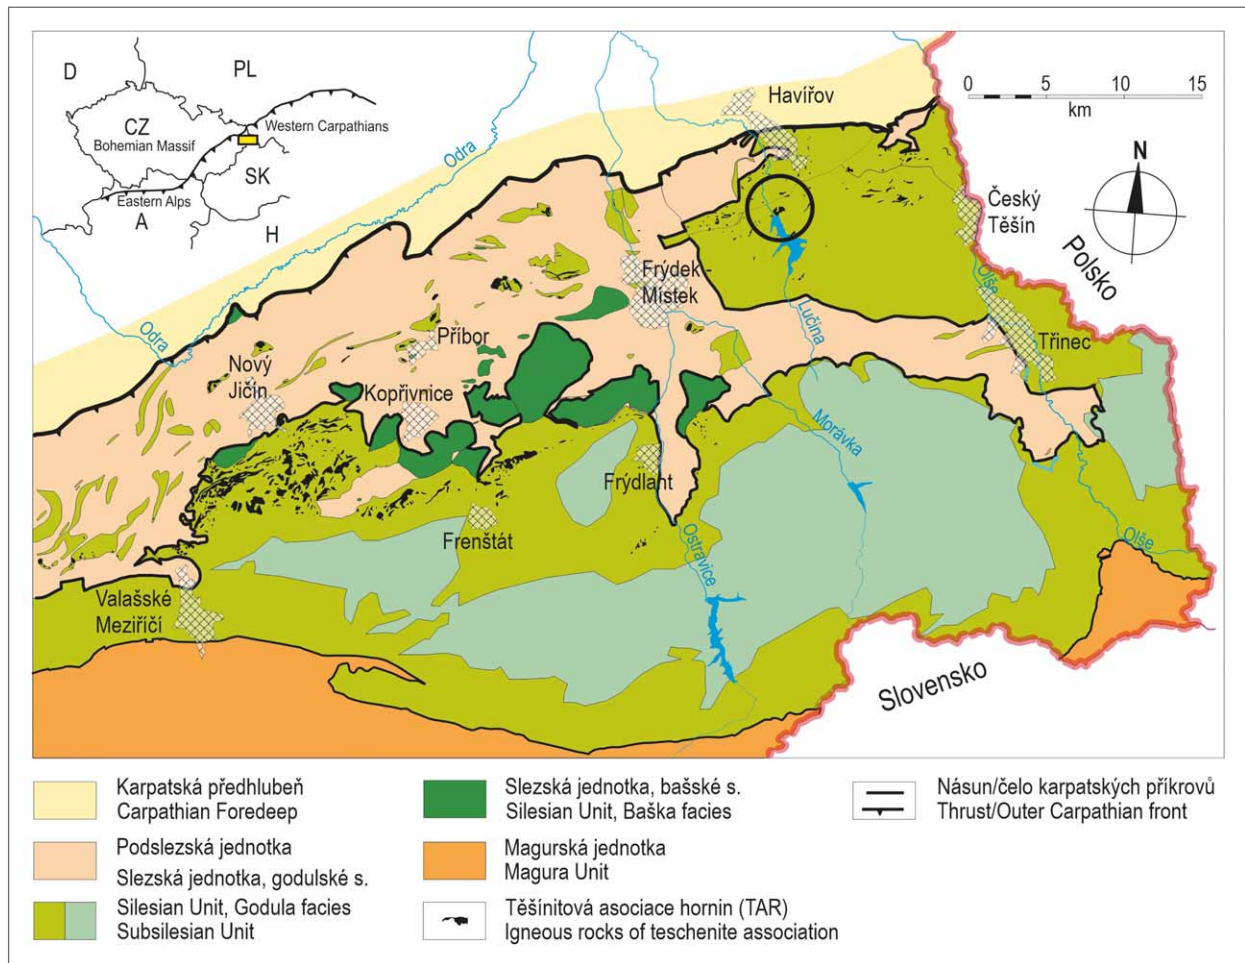 D
PL
CZ
Bohemian Massif
Western Carpathians
SK
Eastern Alps
A
H
Odra
Havířov
0 5 10 15
km
N
Český
Těšín
Polsko
Olše
Frýdek -
Místek
Lučina
Třinec
Odra
Příbor
Nový
Jičín
Kopřivnice
Morávka
Frýdlant
Frenštát
Ostravice
Olše
Valašské
Meziříčí
Slovensko
Karpatská předhlubeň
Carpathian Foredeep
Podslezská jednotka
Slezská jednotka, godulské s.
Silesian Unit, Godula facies
Subsilesian Unit
Slezská jednotka, bašské s.
Silesian Unit, Baška facies
Magurská jednotka
Magura Unit
Těšínitová asociace hornin (TAR)
Igneous rocks of teschenite association
Násun/čelo karpatských příkrovů
Thrust/Outer Carpathian front